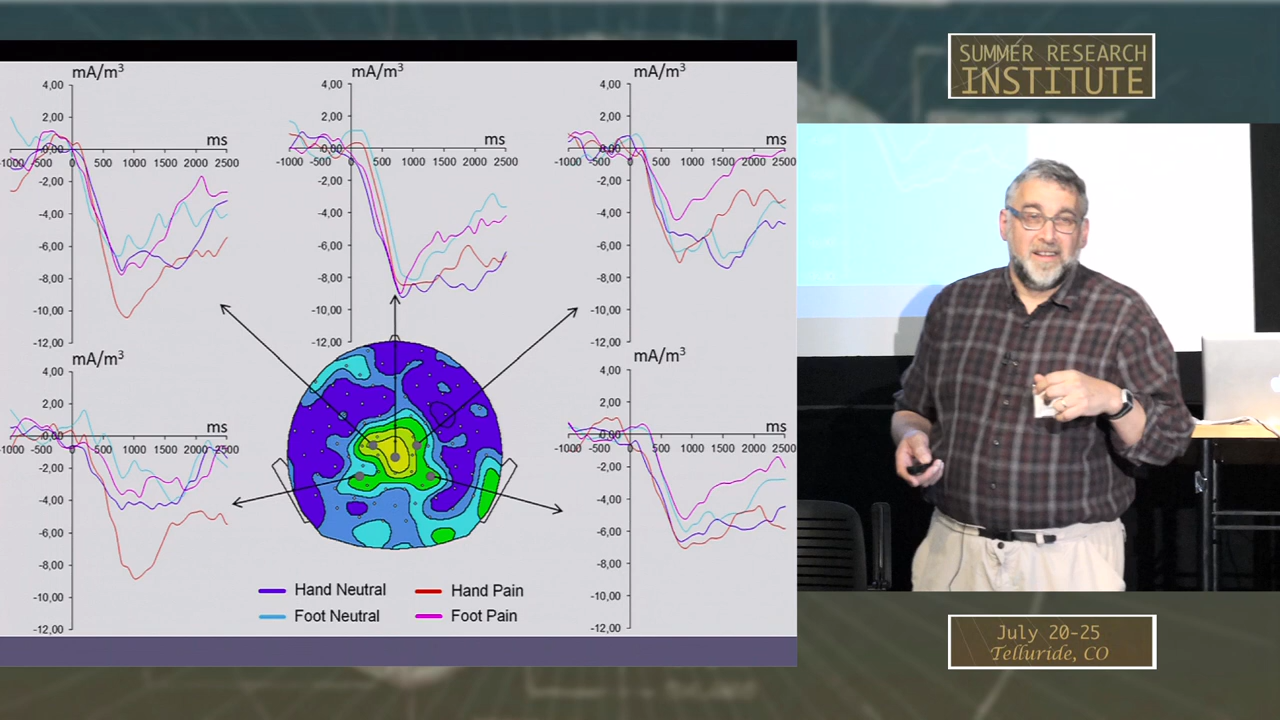 SUMMER RESEARCH
INSTITUTE
mA/m³
4,00
2,00
0,00
-2,00
-4,00
-6,00
-8,00
-10,00
-12,00
ms
-1000 -500 0 500 1000 1500 2000 2500
mA/m³
4,00
2,00
0,00
-2,00
-4,00
-6,00
-8,00
-10,00
-12,00
ms
-1000 -500 0 500 1000 1500 2000 2500
mA/m³
4,00
2,00
0,00
-2,00
-4,00
-6,00
-8,00
-10,00
-12,00
ms
-1000 -500 0 500 1000 1500 2000 2500
mA/m³
4,00
2,00
0,00
-2,00
-4,00
-6,00
-8,00
-10,00
-12,00
ms
-1000 -500 0 500 1000 1500 2000 2500
mA/m³
4,00
2,00
0,00
-2,00
-4,00
-6,00
-8,00
-10,00
-12,00
ms
-1000 -500 0 500 1000 1500 2000 2500
Hand Neutral
Hand Pain
Foot Neutral
Foot Pain
July 20-25
Telluride, CO